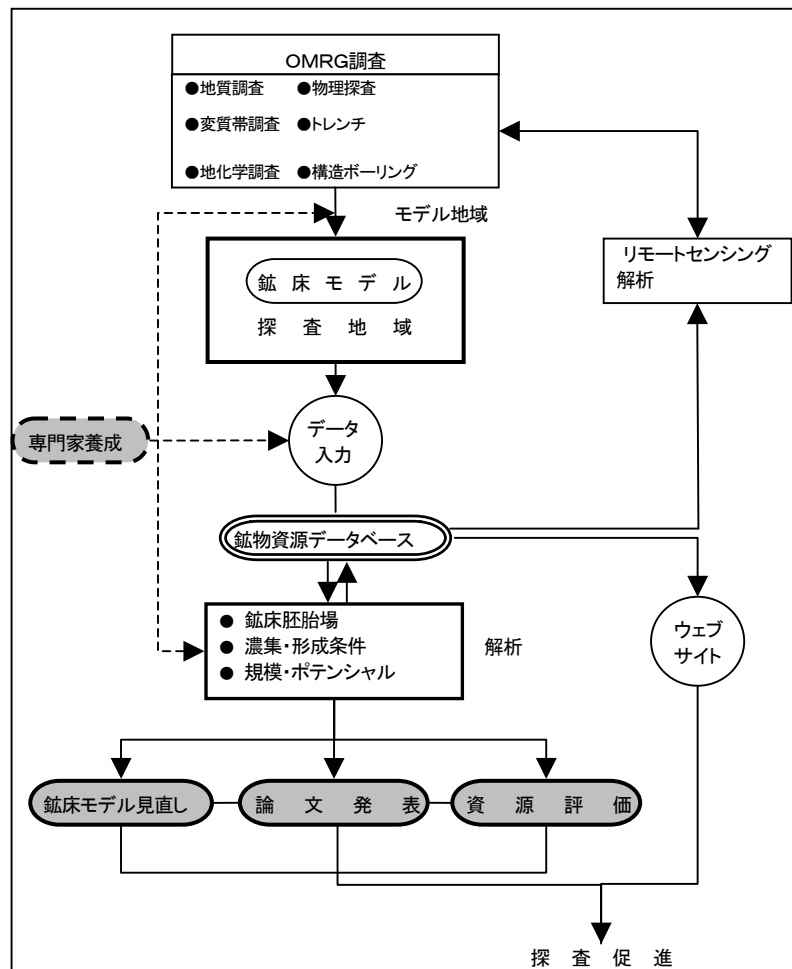 OMRG調査
●地質調査 ●物理探査
●変質帯調査 ●トレンチ
●地化学調査 ●構造ボーリング
モデル地域
リモートセンシング
解析
鉱床モデル
探査地域
専門家養成
データ
入力
鉱物資源データベース
● 鉱床胚胎場
● 濃集・形成条件
● 規模・ポテンシャル
解析
ウェブ
サイト
鉱床モデル見直し
論文発表
資源評価
探査促進